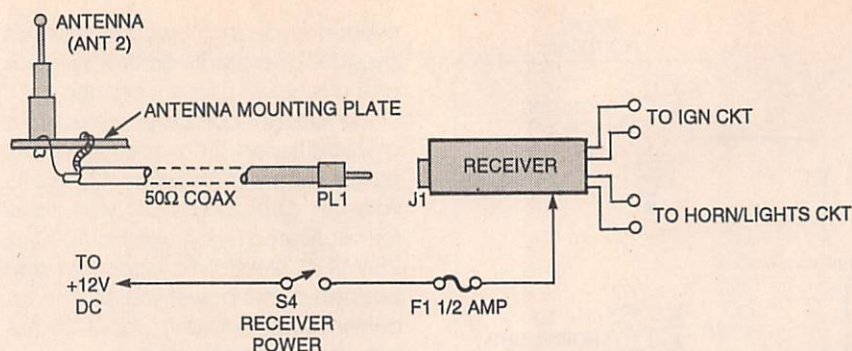 ANTENNA
(ANT 2)
ANTENNA MOUNTING PLATE
50Ω COAX
PL1
J1
RECEIVER
TO IGN CKT
TO HORN/LIGHTS CKT
TO
+12V
DC
S4
RECEIVER
POWER
F1 1/2 AMP